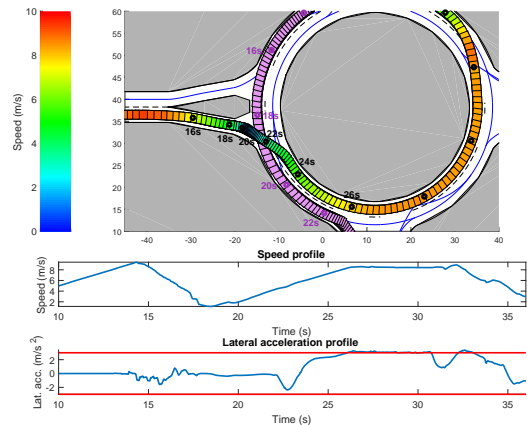 10
8
6
4
2
0
Speed (m/s)
60
55
50
45
40
35
30
25
20
15
10
-40
-30
-20
-10
0
10
20
30
40
16s
18s
20s
22s
24s
26s
16s
18s
20s
22s
Speed profile
Speed (m/s)
8
6
4
2
10
15
20
25
30
35
Time (s)
Lateral acceleration profile
Lat. acc. (m/s ²)
2
0
-2
10
15
20
25
30
35
Time (s)